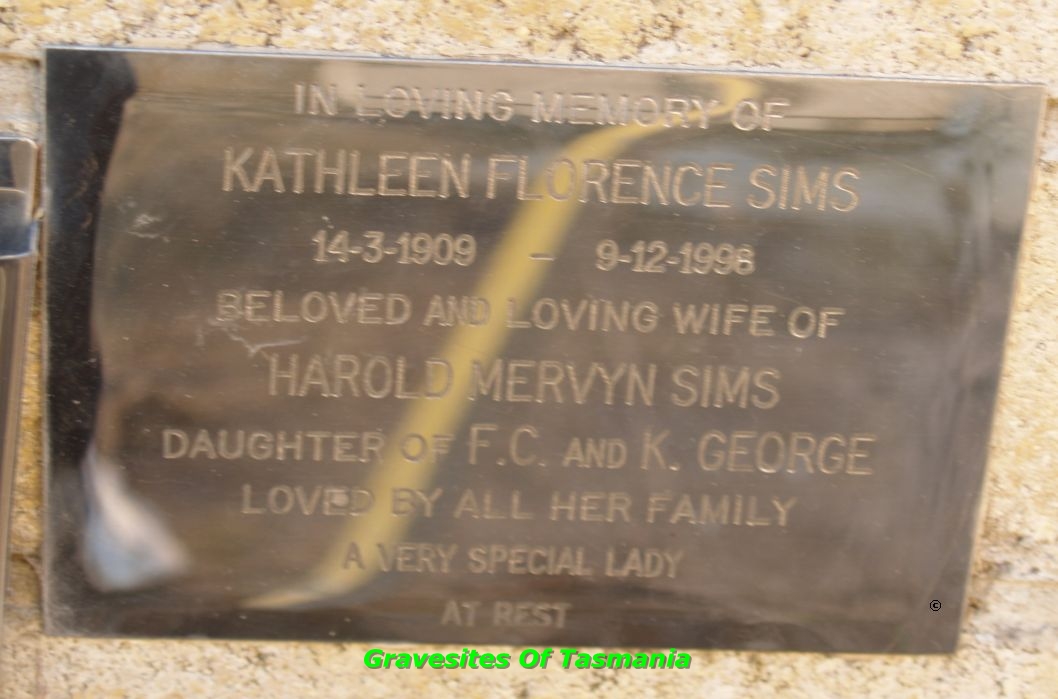 IN LOVING MEMORY OF
KATHLEEN FLORENCE SIMS
14-3-1909 – 9-12-1998
BELOVED AND LOVING WIFE OF
HAROLD MERVYN SIMS
DAUGHTER OF F.C. AND K. GEORGE
LOVED BY ALL HER FAMILY
A VERY SPECIAL LADY
AT REST
©
Gravesites Of Tasmania